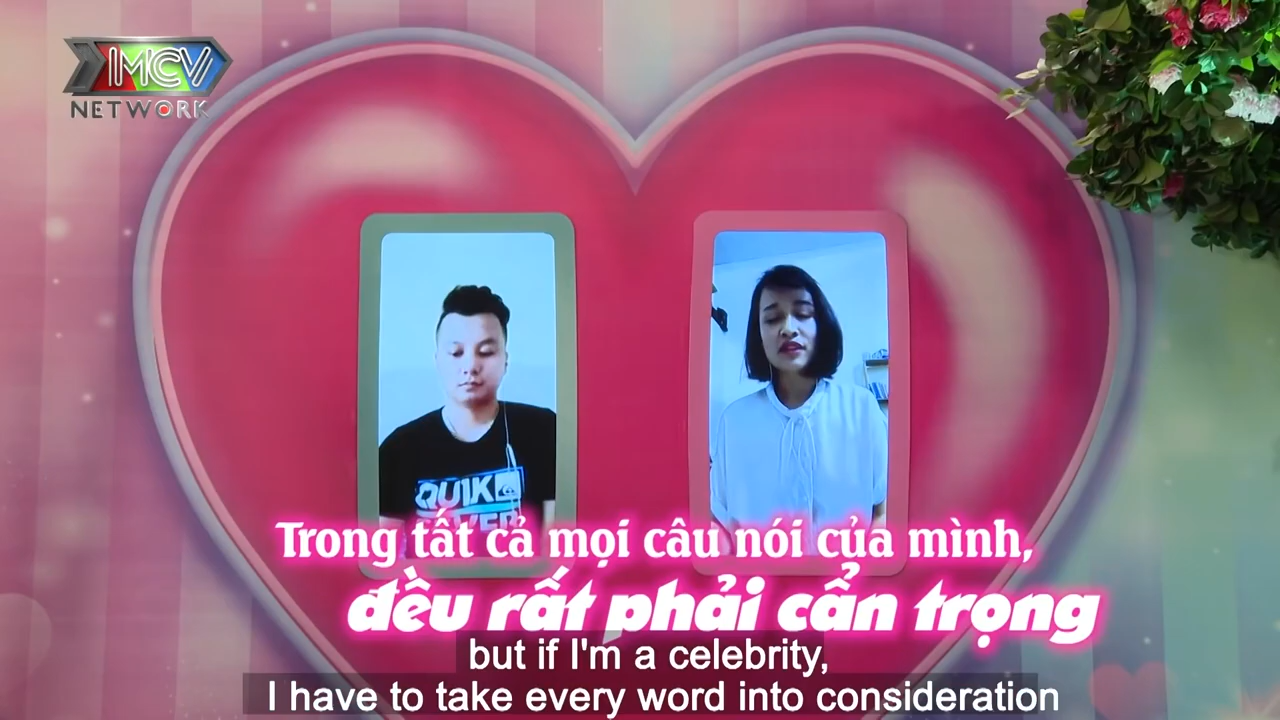 MCV
NETWORK
QUIK
Trong tất cả mọi câu nói của mình,
đều rất phải cẩn trọng
but if I'm a celebrity,
I have to take every word into consideration